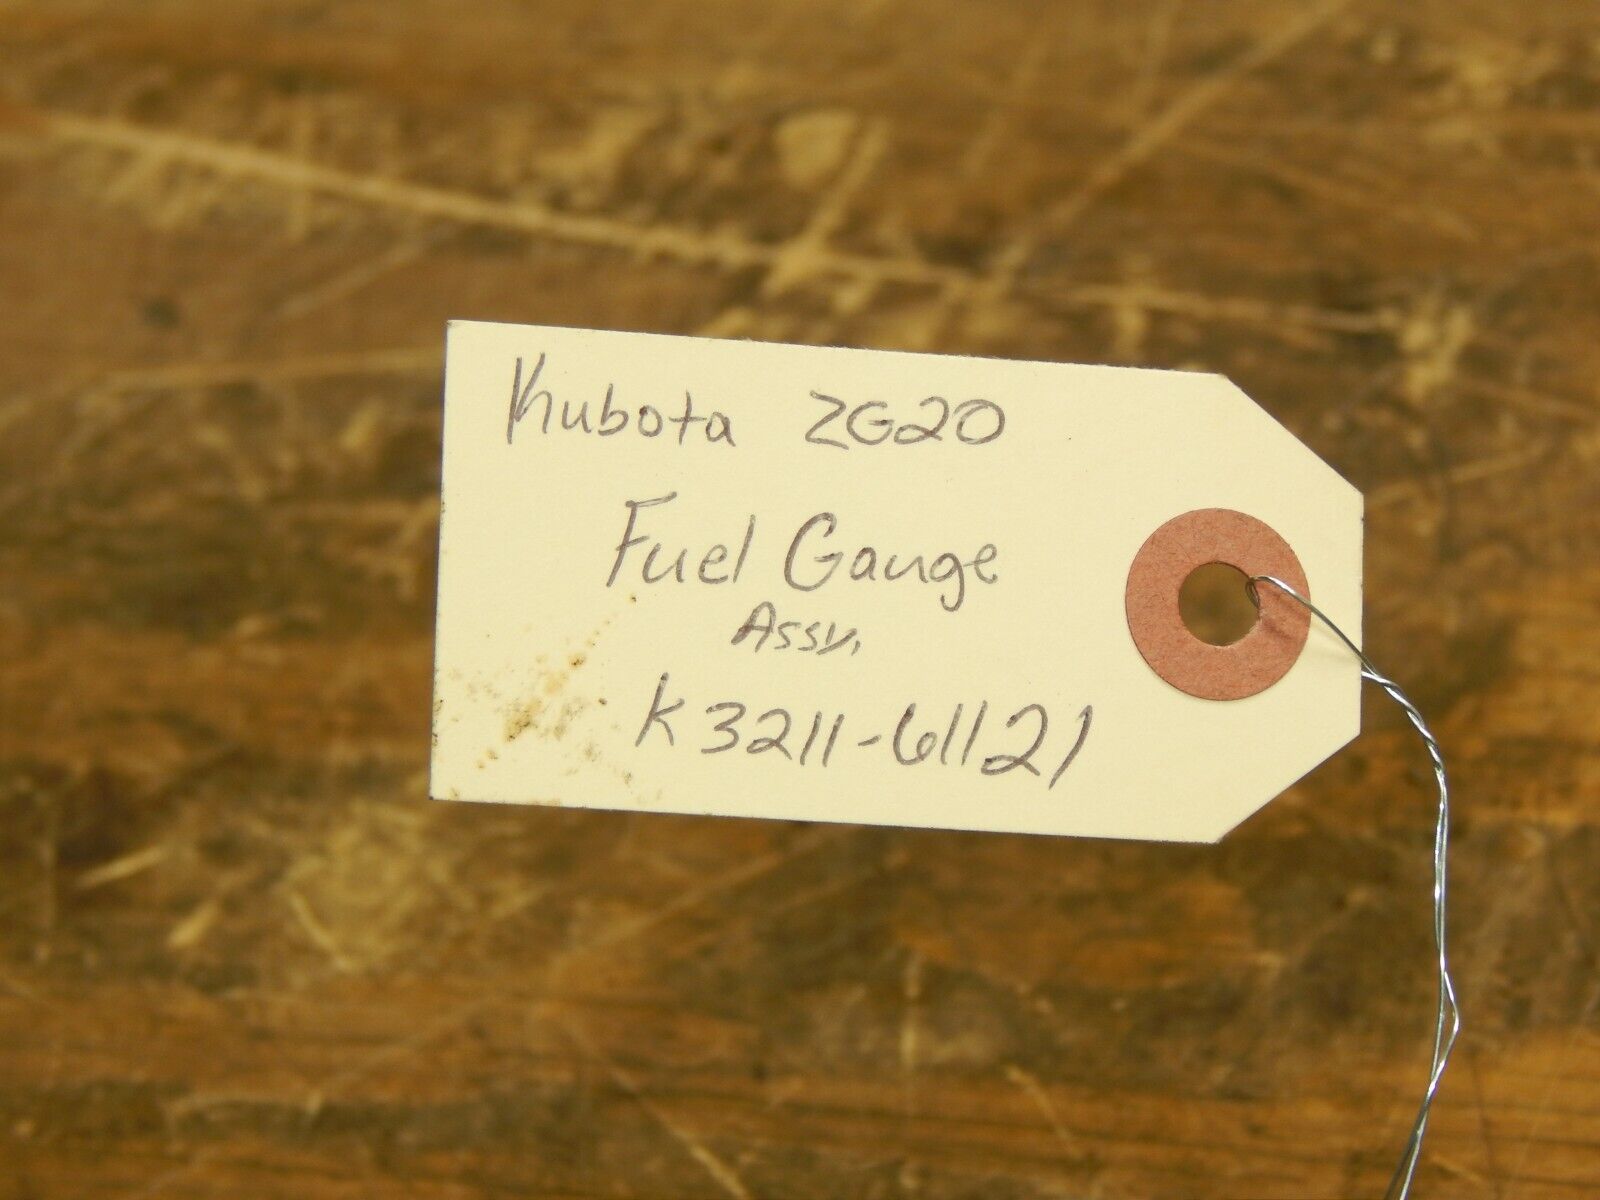 Kubota ZG20
Fuel Gauge
Assy.
K3211-61121